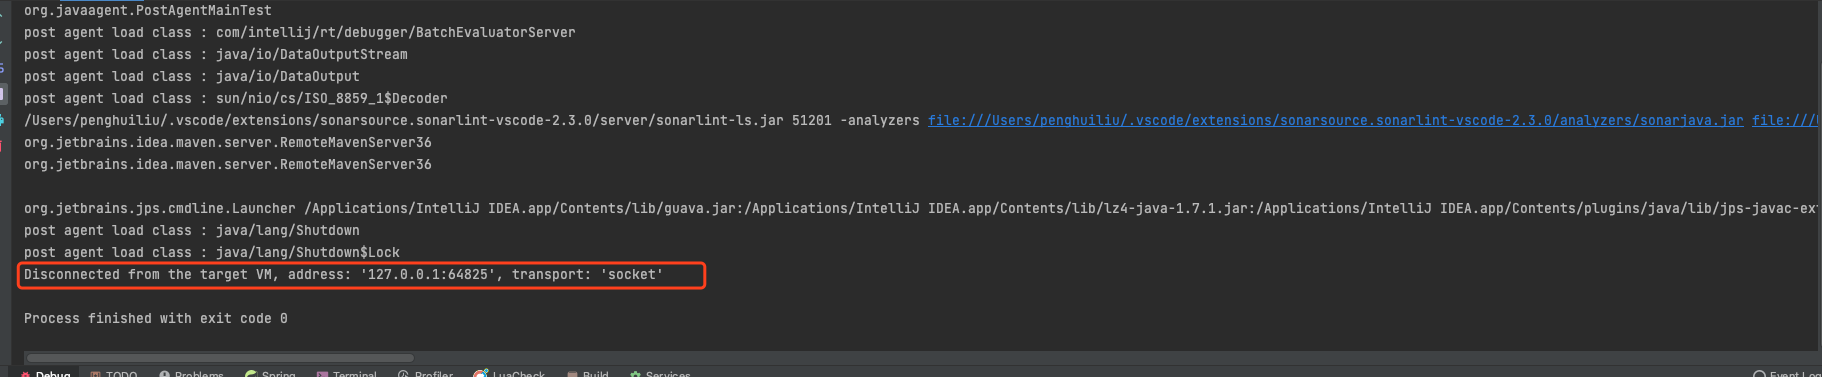 org.javaagent.PostAgentMainTest
post agent load class : com/intellij/rt/debugger/BatchEvaluatorServer
post agent load class : java/io/DataOutputStream
post agent load class : java/io/DataOutput
post agent load class : sun/nio/cs/ISO_8859_1$Decoder
/Users/penghuiliu/.vscode/extensions/sonarsource.sonarlint-vscode-2.3.0/server/sonarlint-ls.jar 51201 -analyzers file:///Users/penghuiliu/.vscode/extensions/sonarsource.sonarlint-vscode-2.3.0/analyzers/sonarjava.jar file:///
org.jetbrains.idea.maven.server.RemoteMavenServer36
org.jetbrains.idea.maven.server.RemoteMavenServer36
org.jetbrains.jps.cmdline.Launcher /Applications/IntelliJ IDEA.app/Contents/lib/guava.jar:/Applications/IntelliJ IDEA.app/Contents/lib/lz4-java-1.7.1.jar:/Applications/IntelliJ IDEA.app/Contents/plugins/java/lib/jps-javac-ex
post agent load class : java/lang/Shutdown
post agent load class : java/lang/Shutdown$Lock
Disconnected from the target VM, address: '127.0.0.1:64825', transport: 'socket'
Process finished with exit code 0
Debug TODO Problems Spring Terminal Profiler LuaCheck Build Services Event Log